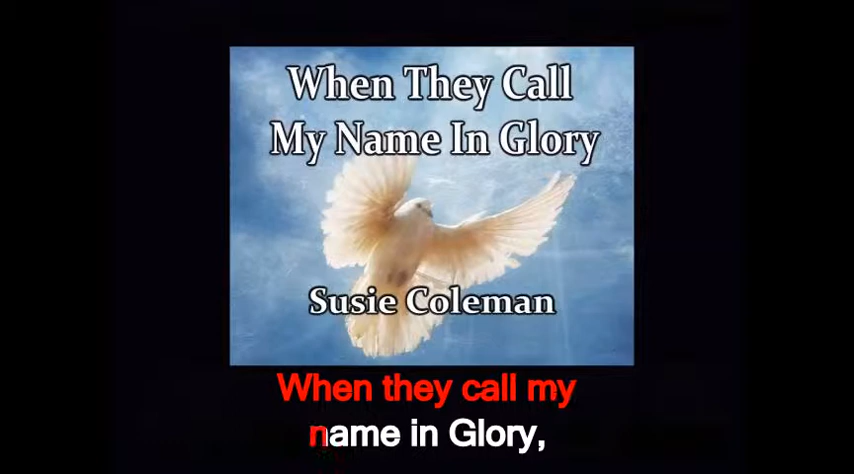 When They Call
My Name In Glory
Susie Coleman
When they call my
name in Glory,